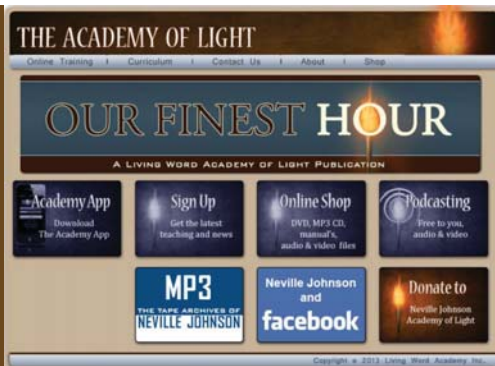 THE ACADEMY OF LIGHT
Online Training | Curriculum | Contact Us | About | Shop
OUR FINEST HOUR
A LIVING WORD ACADEMY OF LIGHT PUBLICATION
Academy App
Download
The Academy App
Sign Up
Get the latest
teaching and news
Online Shop
DVD, MP3 CD,
manual's,
audio & video files
Podcasting
Free to you,
audio & video
MP3
THE TAPE ARCHIVES OF
NEVILLE JOHNSON
Neville Johnson
and
facebook
Donate to
Neville Johnson
Academy of Light
Copyright © 2013 Living Word Academy Inc.